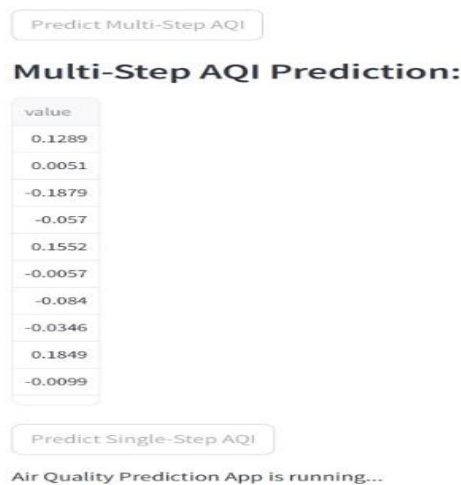 Predict Multi-Step AQI
Multi-Step AQI Prediction:
value
0.1289
0.0051
-0.1879
-0.057
0.1552
-0.0057
-0.084
-0.0346
0.1849
-0.0099
Predict Single-Step AQI
Air Quality Prediction App is running...